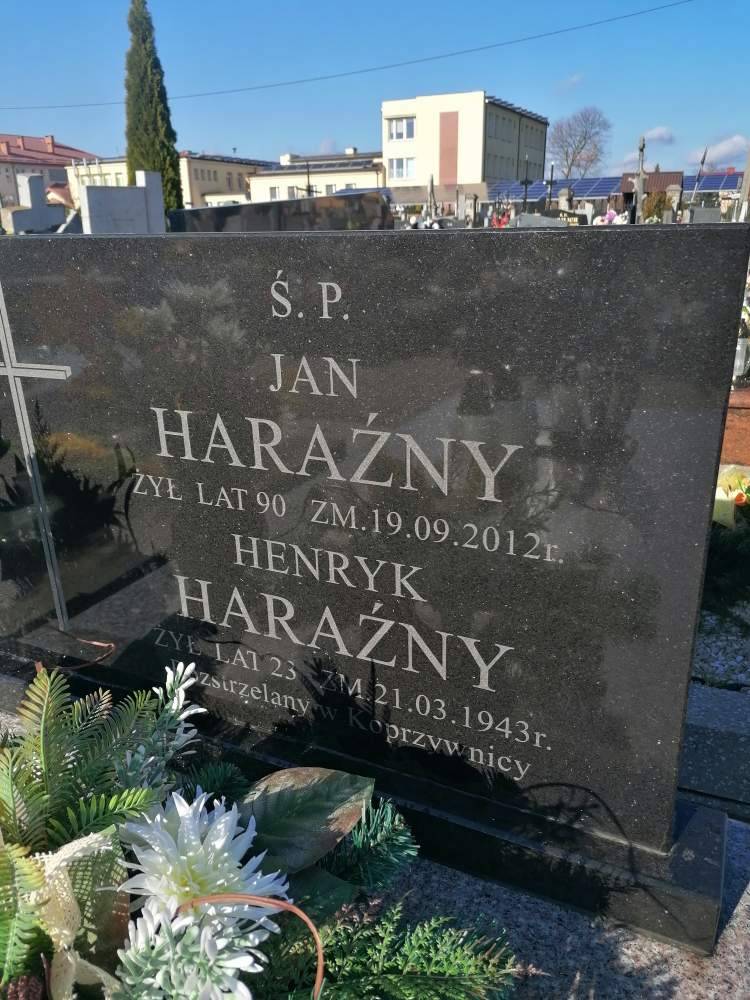 Ś. P.
JAN
HARAŹNY
ŻYŁ LAT 90 ZM.19.09.2012r.
HENRYK
HARAŹNY
ŻYŁ LAT 23 ZM.21.03.1943r.
rozstrzelany w Koprzywnicy